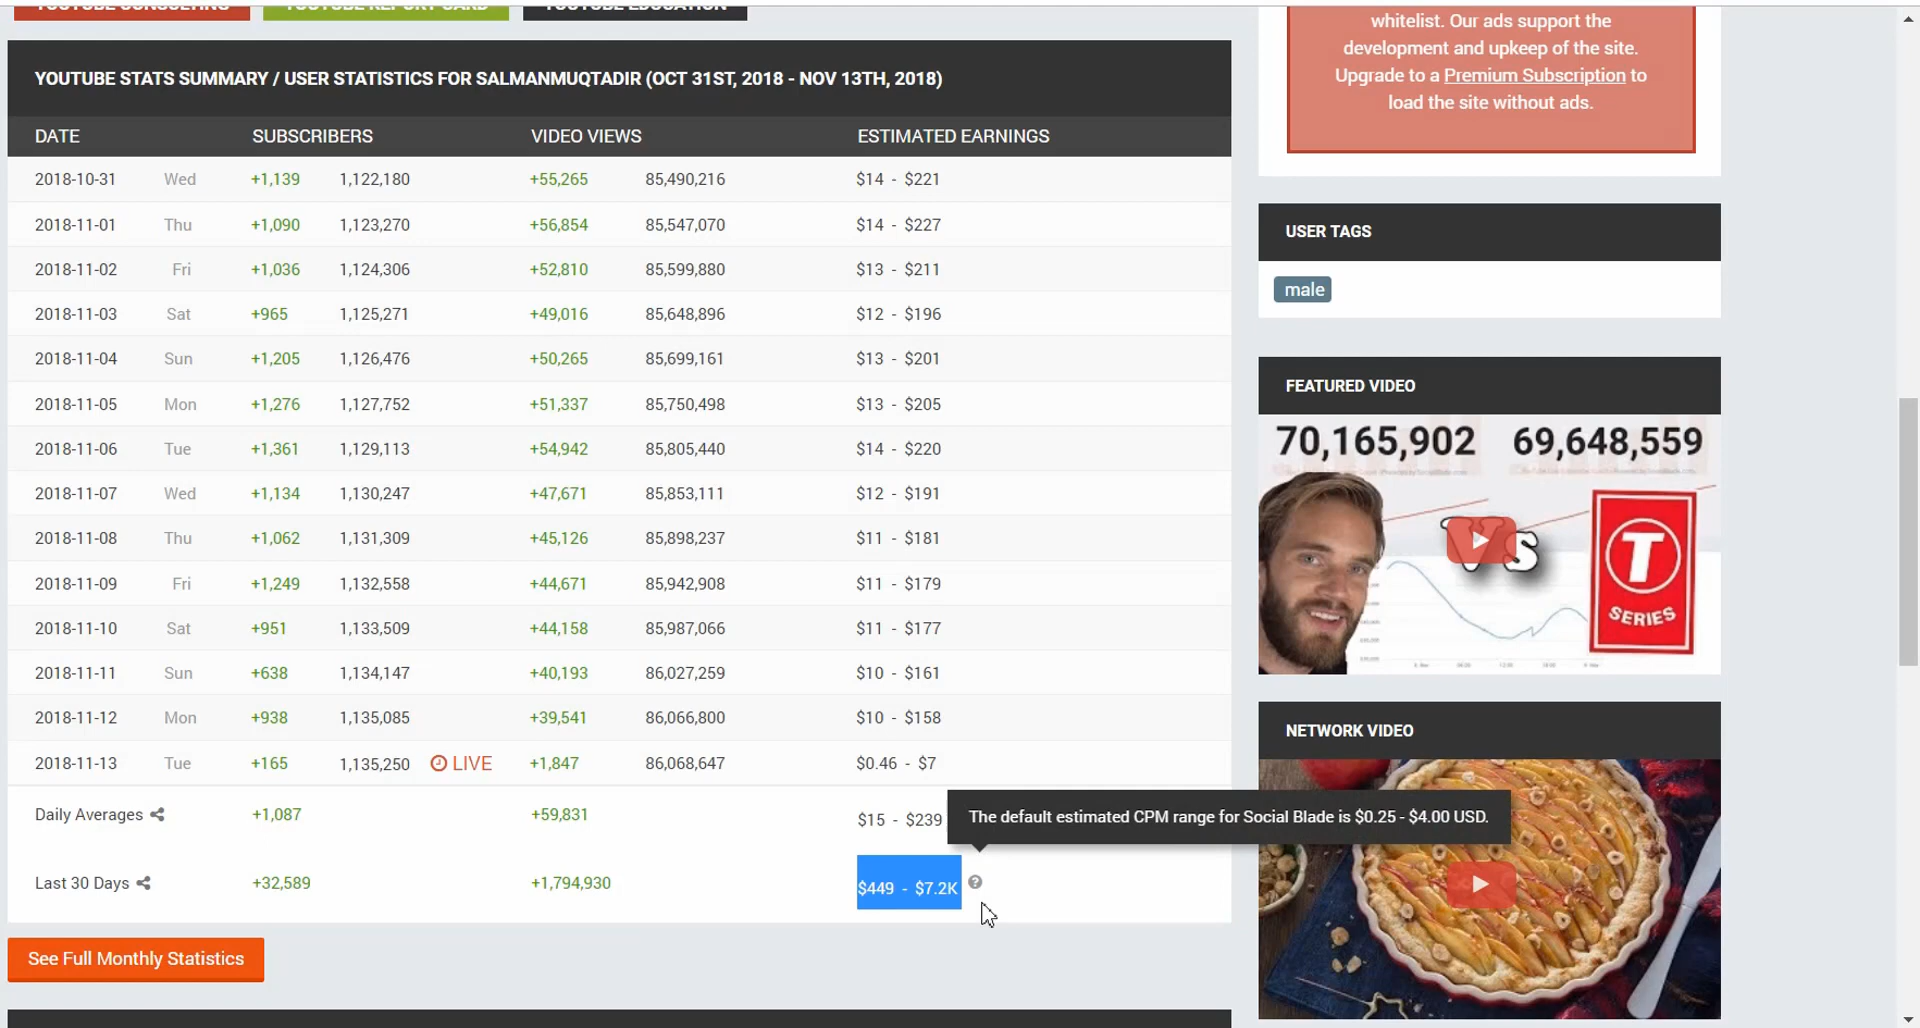 YOUTUBE CONSULTING YOUTUBE REPORT CARD YOUTUBE EDUCATION
YOUTUBE STATS SUMMARY / USER STATISTICS FOR SALMANMUQTADIR (OCT 31ST, 2018 - NOV 13TH, 2018)
DATE SUBSCRIBERS VIDEO VIEWS ESTIMATED EARNINGS
2018-10-31 Wed +1,139 1,122,180 +55,265 85,490,216 $14 - $221
2018-11-01 Thu +1,090 1,123,270 +56,854 85,547,070 $14 - $227
2018-11-02 Fri +1,036 1,124,306 +52,810 85,599,880 $13 - $211
2018-11-03 Sat +965 1,125,271 +49,016 85,648,896 $12 - $196
2018-11-04 Sun +1,205 1,126,476 +50,265 85,699,161 $13 - $201
2018-11-05 Mon +1,276 1,127,752 +51,337 85,750,498 $13 - $205
2018-11-06 Tue +1,361 1,129,113 +54,942 85,805,440 $14 - $220
2018-11-07 Wed +1,134 1,130,247 +47,671 85,853,111 $12 - $191
2018-11-08 Thu +1,062 1,131,309 +45,126 85,898,237 $11 - $181
2018-11-09 Fri +1,249 1,132,558 +44,671 85,942,908 $11 - $179
2018-11-10 Sat +951 1,133,509 +44,158 85,987,066 $11 - $177
2018-11-11 Sun +638 1,134,147 +40,193 86,027,259 $10 - $161
2018-11-12 Mon +938 1,135,085 +39,541 86,066,800 $10 - $158
2018-11-13 Tue +165 1,135,250 LIVE +1,847 86,068,647 $0.46 - $7
Daily Averages +1,087 +59,831 $15 - $239
The default estimated CPM range for Social Blade is $0.25 - $4.00 USD.
Last 30 Days +32,589 +1,794,930 $449 - $7.2K ?
See Full Monthly Statistics
whitelist. Our ads support the
development and upkeep of the site.
Upgrade to a Premium Subscription to
load the site without ads.
USER TAGS
male
FEATURED VIDEO
70,165,902 69,648,559
Vs
T
SERIES
NETWORK VIDEO